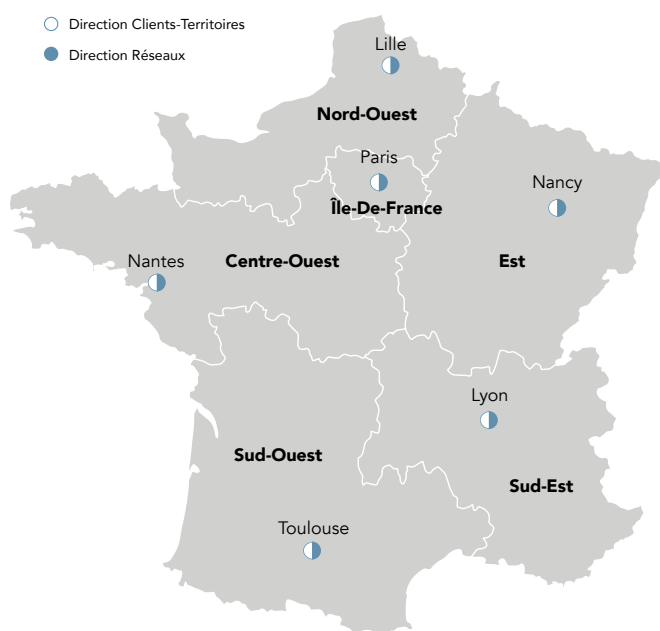 Direction Clients-Territoires
Direction Réseaux
Lille
Nord-Ouest
Paris
Île-De-France
Nancy
Nantes
Centre-Ouest
Est
Lyon
Sud-Ouest
Sud-Est
Toulouse